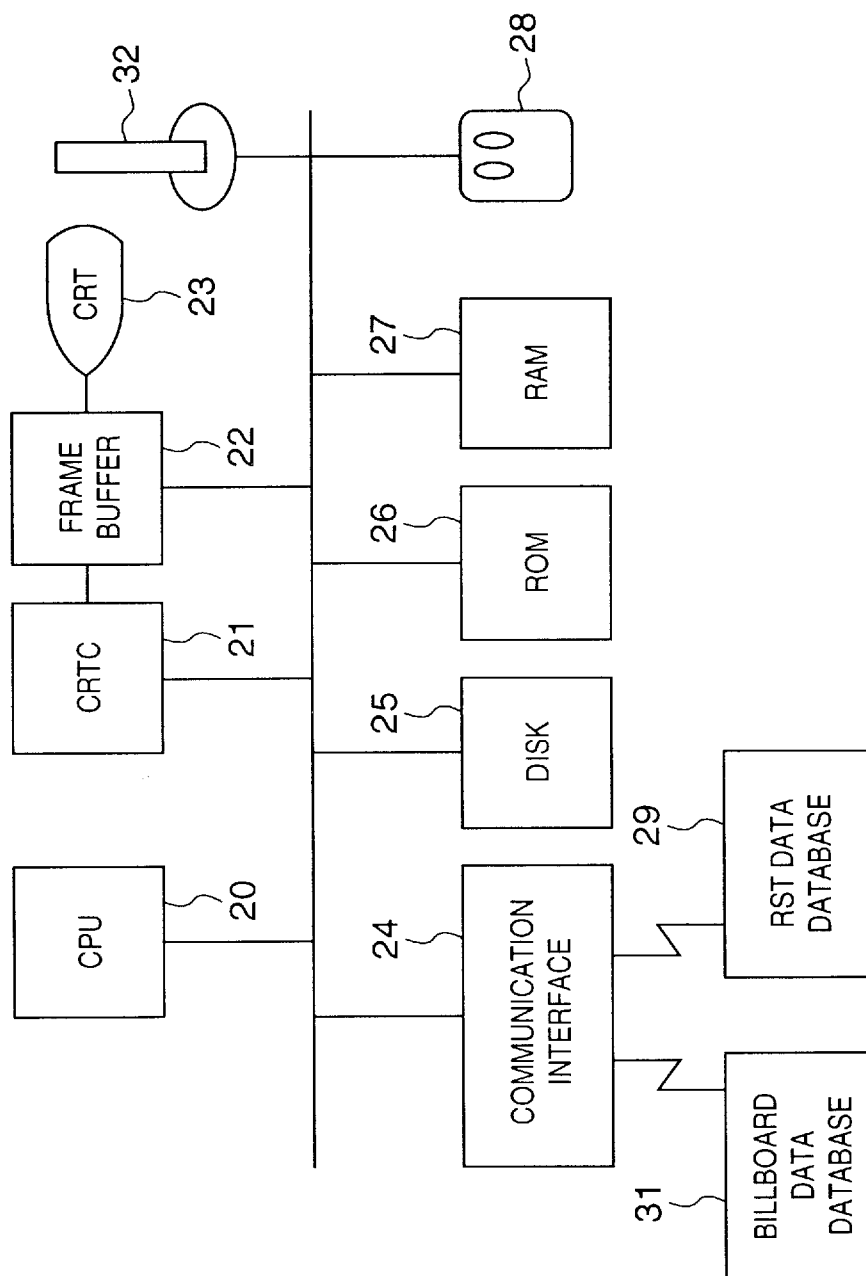 CPU
20
CRTC
21
FRAME
BUFFER
22
CRT
23
32
COMMUNICATION
INTERFACE
24
DISK
25
ROM
26
RAM
27
28
BILLBOARD
DATA
DATABASE
31
RST DATA
DATABASE
29